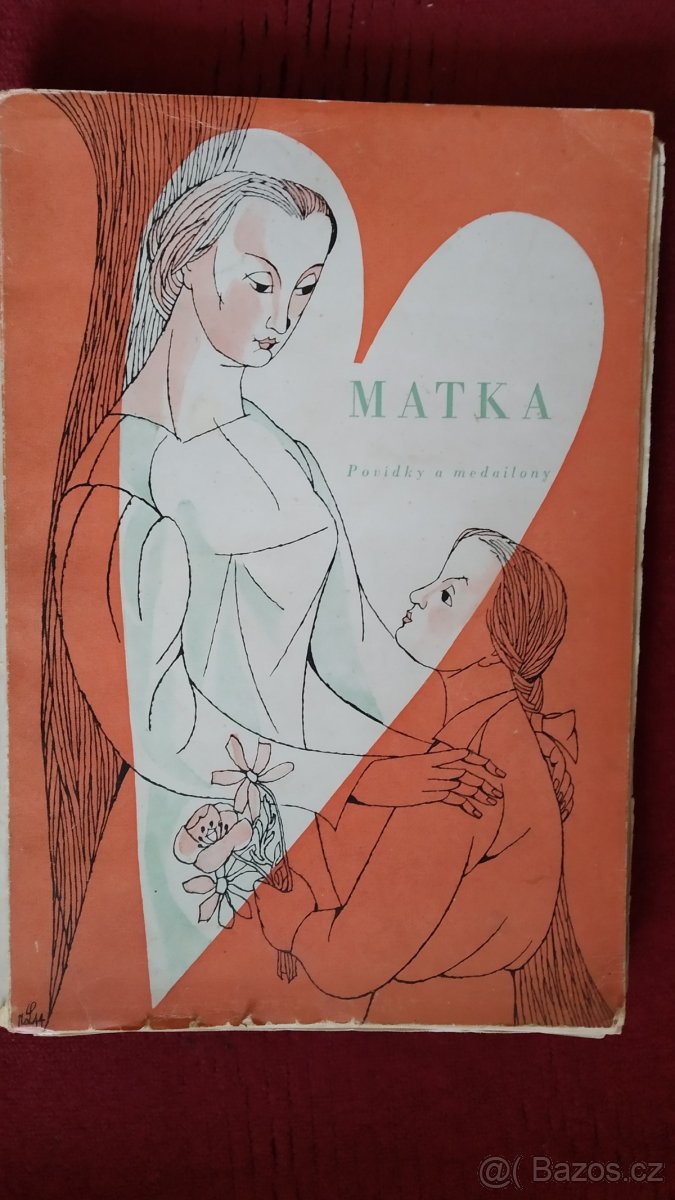 MATKA
Povídky a medailony
@( Bazos.cz